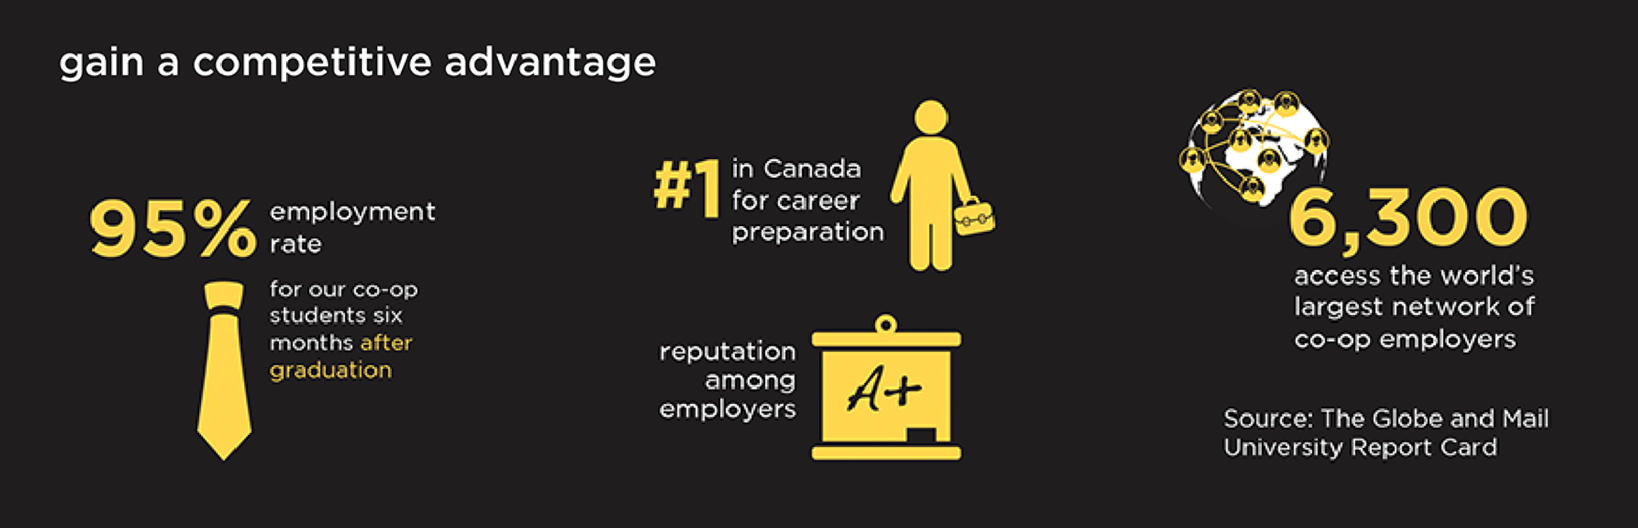 gain a competitive advantage
95% employment
rate
for our co-op
students six
months after
graduation
#1 in Canada
for career
preparation
reputation
among
employers
A+
6,300
access the world's
largest network of
co-op employers
Source: The Globe and Mail
University Report Card